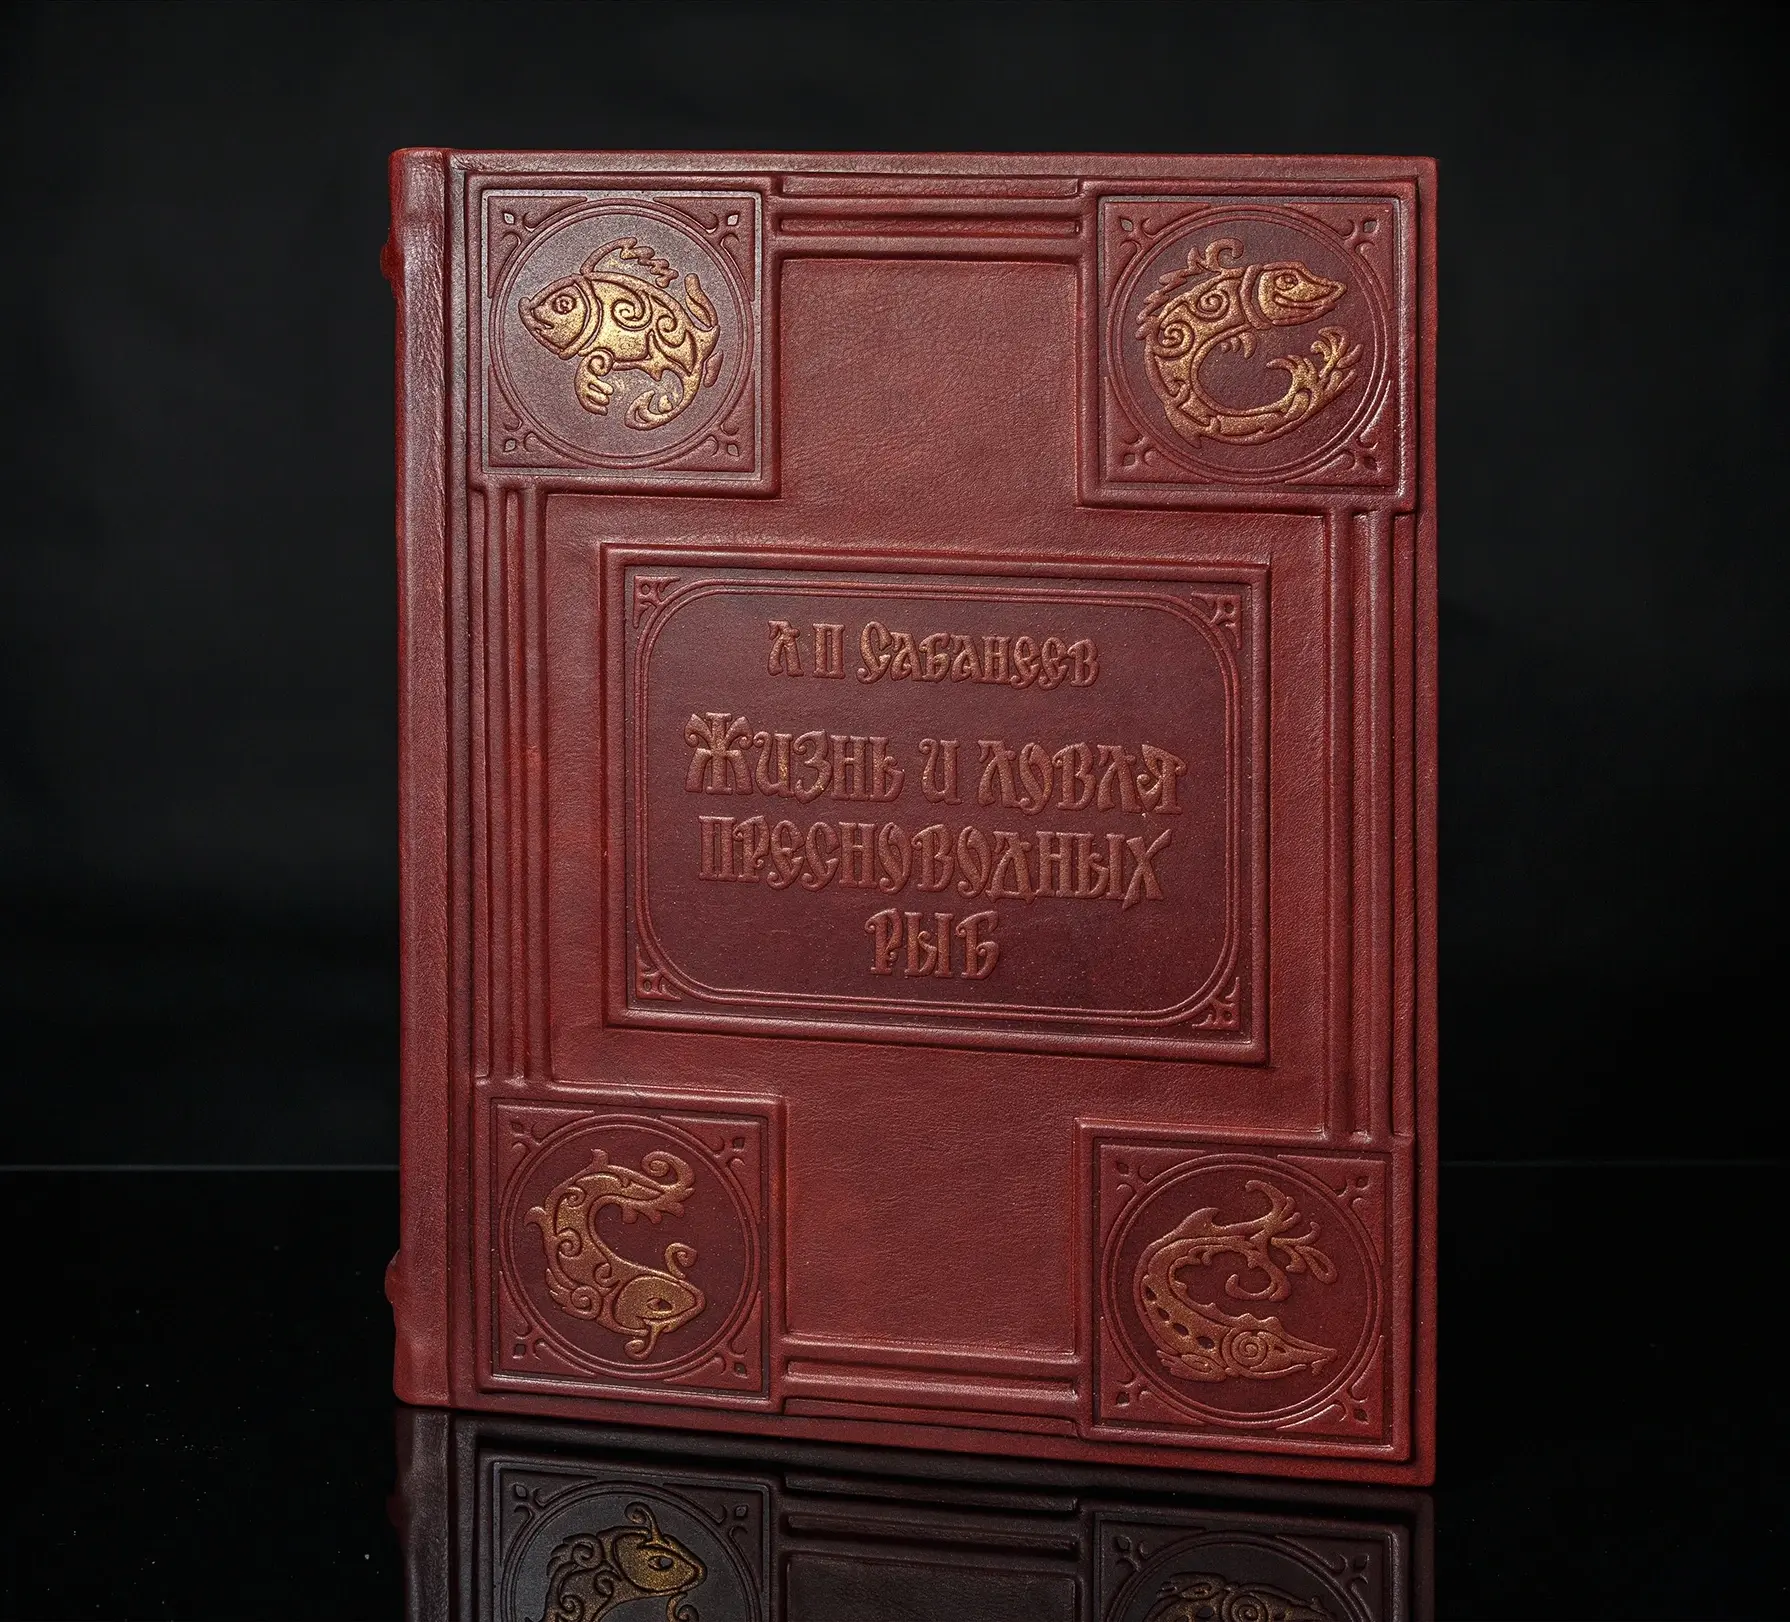 Л П Сабанеев
Жизнь и ловля
пресноводных
рыб